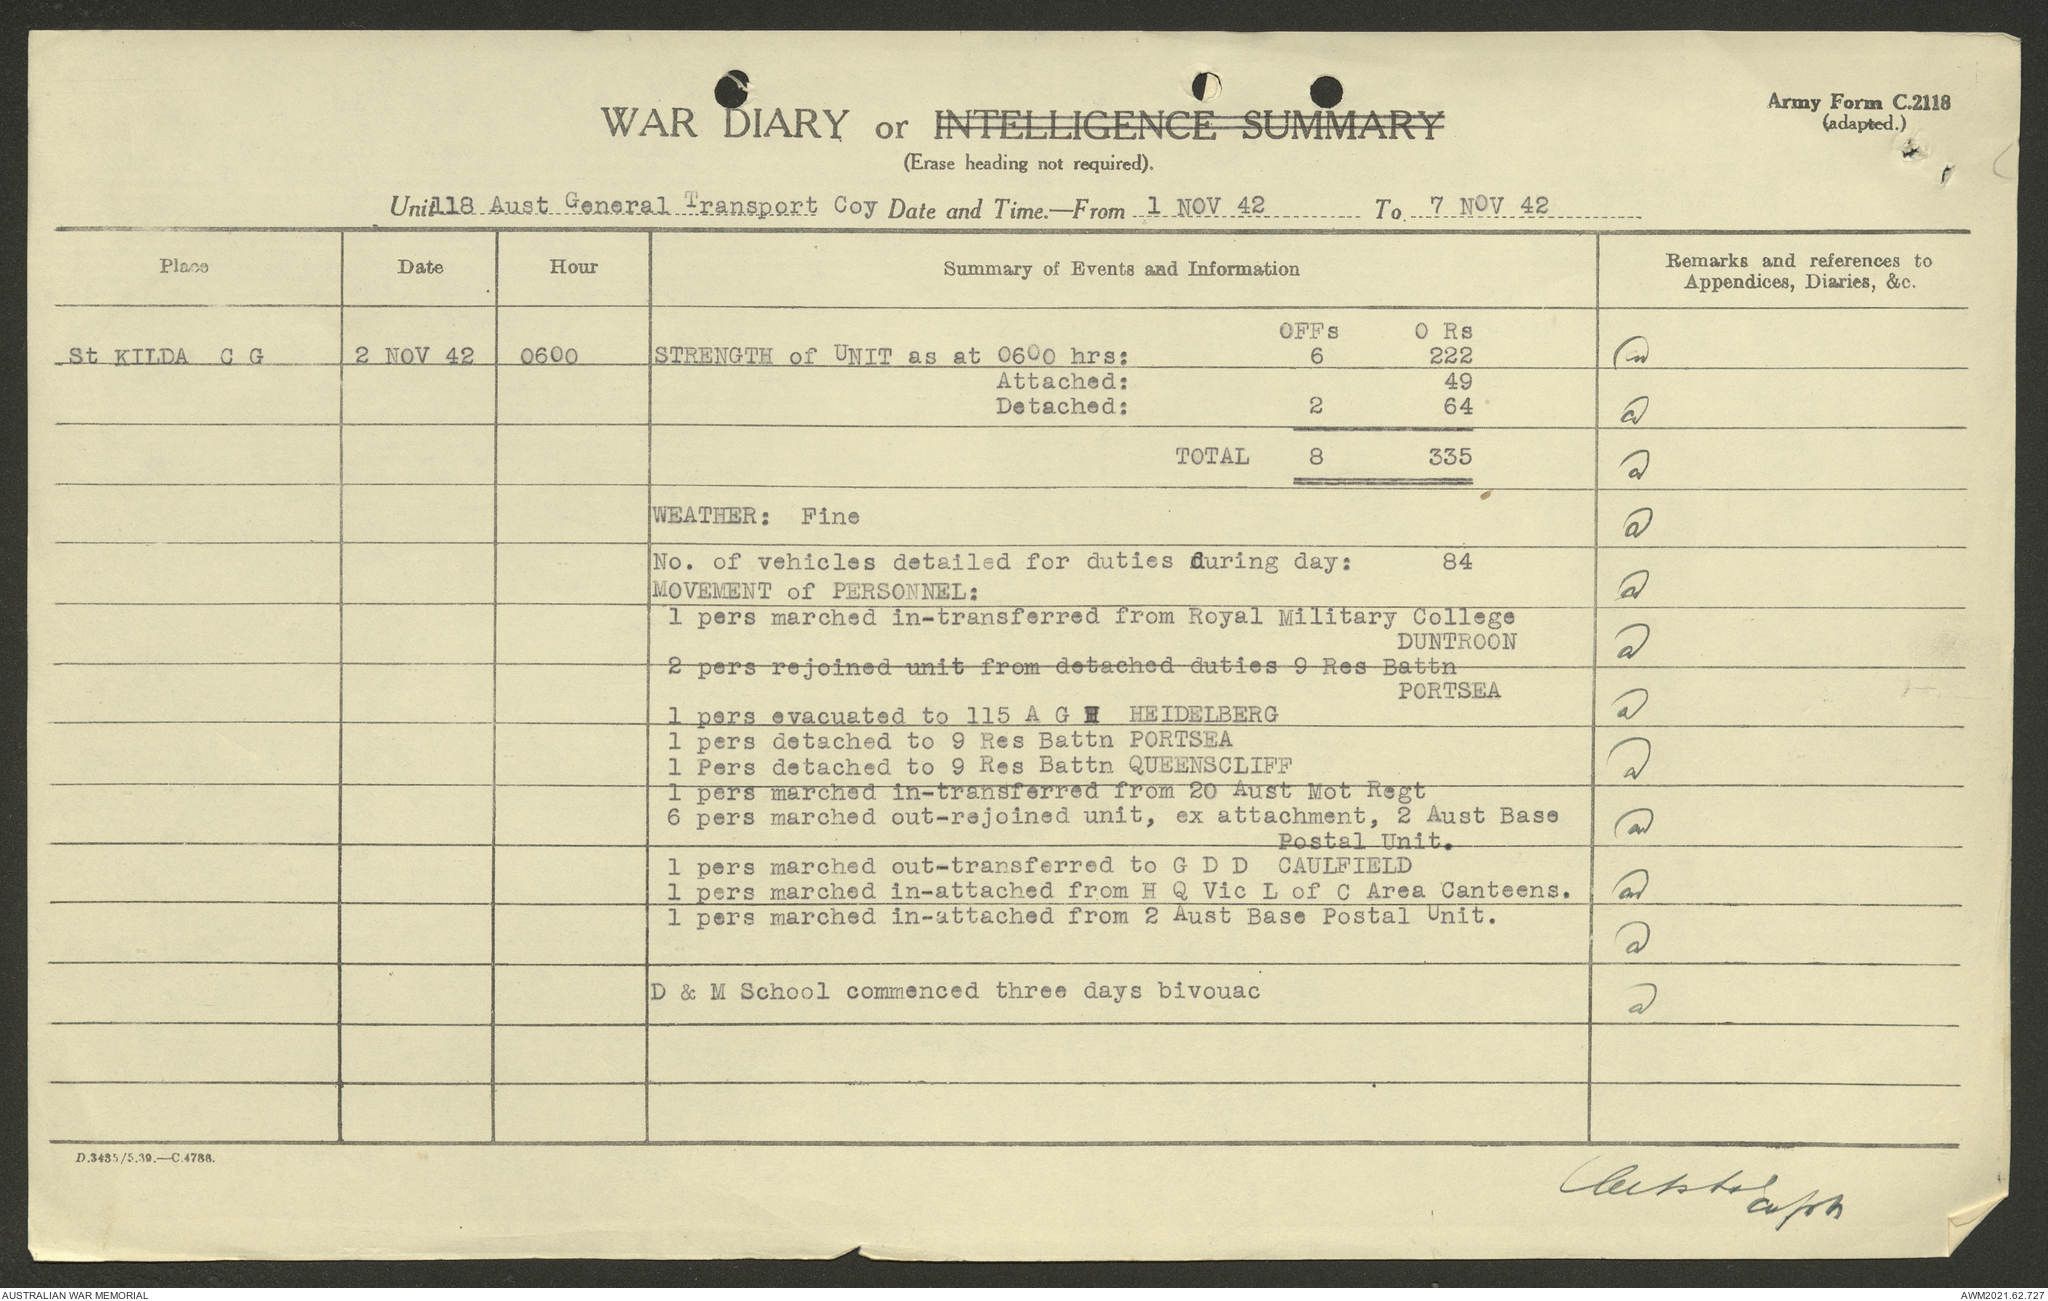 WAR DIARY or INTELLIGENCE SUMMARY
(Erase heading not required).
Army Form C.2118
(adapted.)
Unit 118 Aust General Transport Coy Date and Time.—From 1 NOV 42 To 7 NOV 42
Place Date Hour Summary of Events and Information Remarks and references to
Appendices, Diaries, &c.
OFFs O Rs
St KILDA C G 2 NOV 42 0600 STRENGTH of UNIT as at 0600 hrs: 6 222
Attached: 49
Detached: 2 64
TOTAL 8 335
WEATHER: Fine
No. of vehicles detailed for duties during day: 84
MOVEMENT of PERSONNEL:
1 pers marched in-transferred from Royal Military College
DUNTROON
2 pers rejoined unit from detached duties 9 Res Battn
PORTSEA
1 pers evacuated to 115 A G H HEIDELBERG
1 pers detached to 9 Res Battn PORTSEA
1 Pers detached to 9 Res Battn QUEENSCLIFF
1 pers marched in-transferred from 20 Aust Mot Regt
6 pers marched out-rejoined unit, ex attachment, 2 Aust Base
Postal Unit.
1 pers marched out-transferred to G D D CAULFIELD
1 pers marched in-attached from H Q Vic L of C Area Canteens.
1 pers marched in-attached from 2 Aust Base Postal Unit.
D & M School commenced three days bivouac
D.3435/5.39.—C.4786.
AUSTRALIAN WAR MEMORIAL
AWM2021.62.727